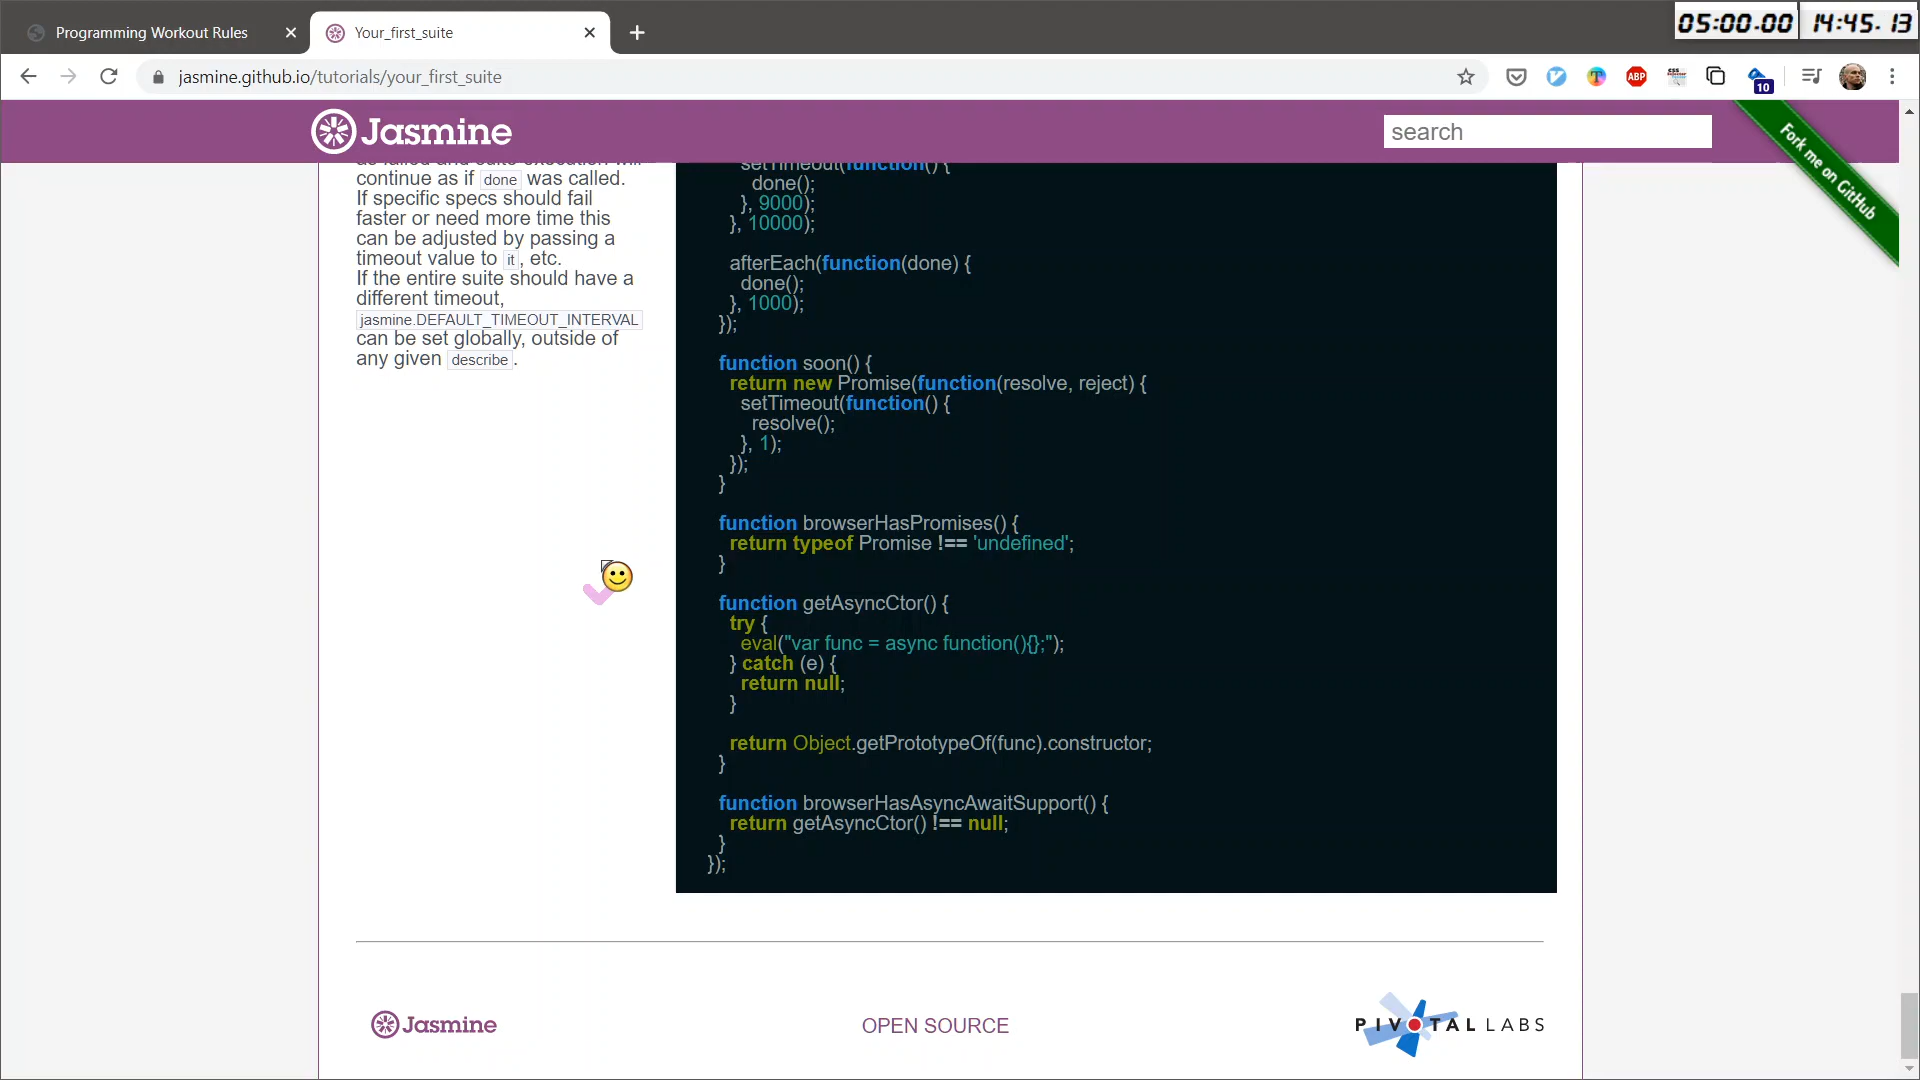 Programming Workout Rules
Your_first_suite
05:00.00
14:45.13
jasmine.github.io/tutorials/your_first_suite
ABP
10
Jasmine
search
Fork me on GitHub
continue as if done was called.
If specific specs should fail
faster or need more time this
can be adjusted by passing a
timeout value to it, etc.
If the entire suite should have a
different timeout,
jasmine.DEFAULT_TIMEOUT_INTERVAL
can be set globally, outside of
any given describe.
setTimeout(function() {
done();
}, 9000);
}, 10000);
afterEach(function(done) {
done();
}, 1000);
});
function soon() {
return new Promise(function(resolve, reject) {
setTimeout(function() {
resolve();
}, 1);
});
}
function browserHasPromises() {
return typeof Promise !== 'undefined';
}
function getAsyncCtor() {
try {
eval("var func = async function(){};");
} catch (e) {
return null;
}
return Object.getPrototypeOf(func).constructor;
}
function browserHasAsyncAwaitSupport() {
return getAsyncCtor() !== null;
}
});
Jasmine
OPEN SOURCE
PIVOTAL LABS